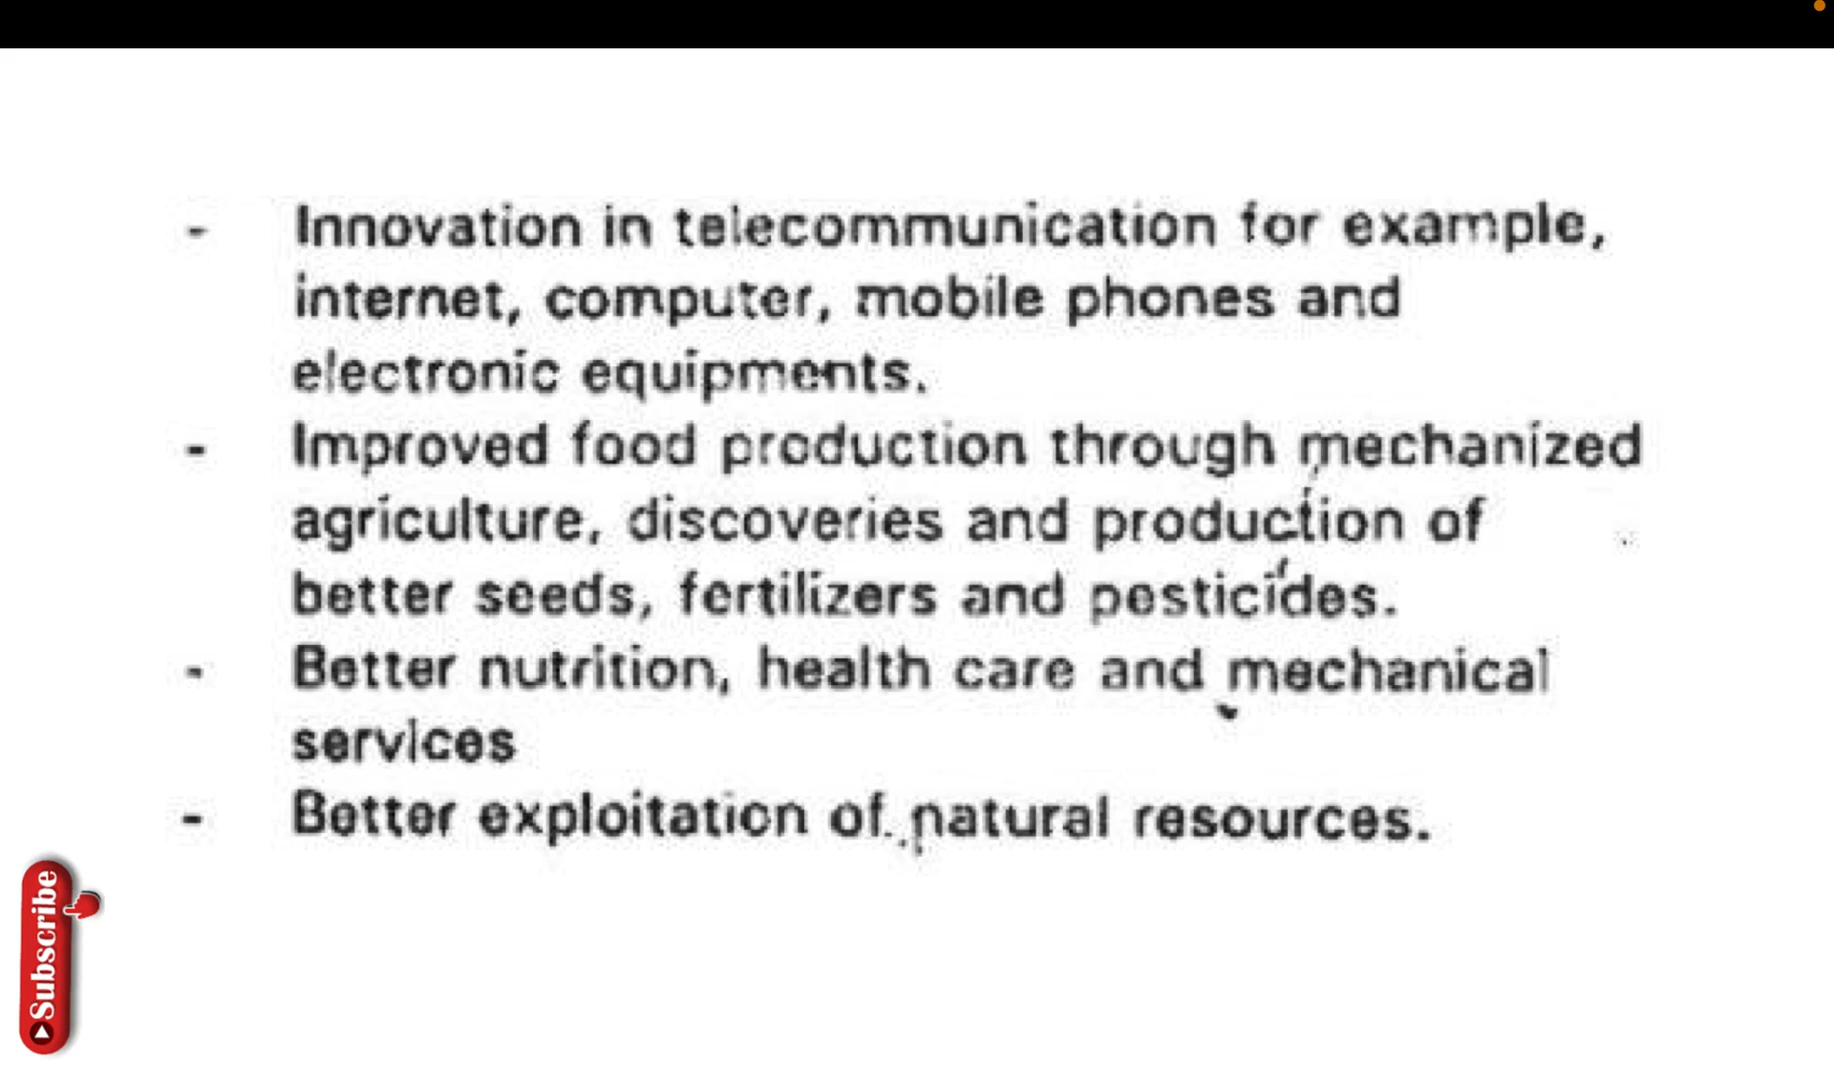 - Innovation in telecommunication for example,
internet, computer, mobile phones and
electronic equipments.
- Improved food production through mechanized
agriculture, discoveries and production of
better seeds, fertilizers and pesticides.
- Better nutrition, health care and mechanical
services
- Better exploitation of natural resources.
Subscribe